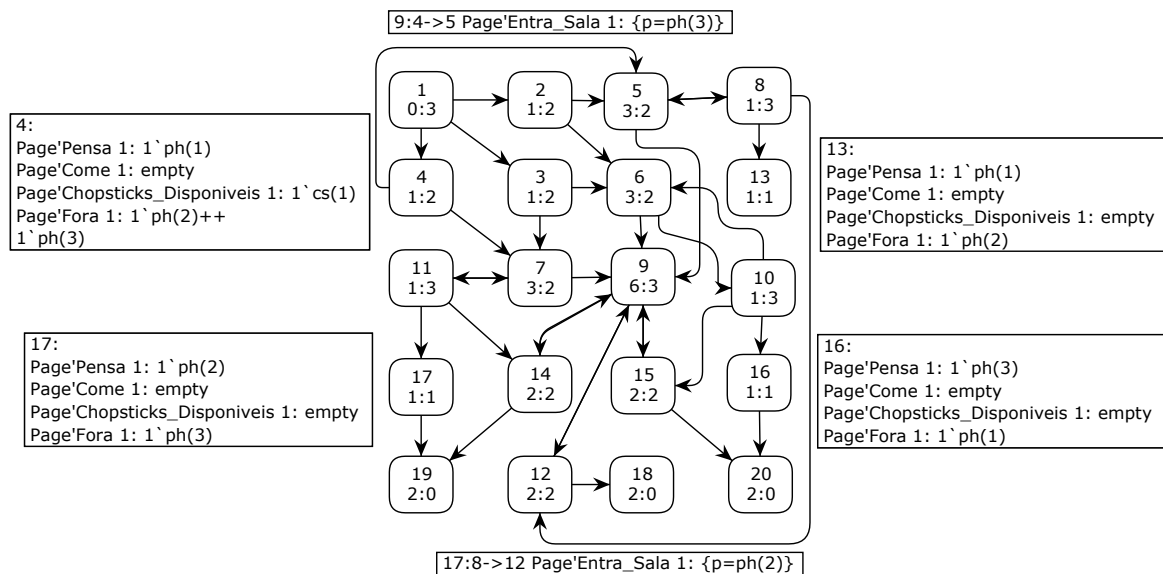 9:4->5 Page'Entra_Sala 1: {p=ph(3)}
1
0:3
2
1:2
5
3:2
8
1:3
4:
Page'Pensa 1: 1`ph(1)
Page'Come 1: empty
Page'Chopsticks_Disponiveis 1: 1`cs(1)
Page'Fora 1: 1`ph(2)++
1`ph(3)
4
1:2
3
1:2
6
3:2
13
1:1
13:
Page'Pensa 1: 1`ph(1)
Page'Come 1: empty
Page'Chopsticks_Disponiveis 1: empty
Page'Fora 1: 1`ph(2)
11
1:3
7
3:2
9
6:3
10
1:3
17:
Page'Pensa 1: 1`ph(2)
Page'Come 1: empty
Page'Chopsticks_Disponiveis 1: empty
Page'Fora 1: 1`ph(3)
17
1:1
14
2:2
15
2:2
16
1:1
16:
Page'Pensa 1: 1`ph(3)
Page'Come 1: empty
Page'Chopsticks_Disponiveis 1: empty
Page'Fora 1: 1`ph(1)
19
2:0
12
2:2
18
2:0
20
2:0
17:8->12 Page'Entra_Sala 1: {p=ph(2)}